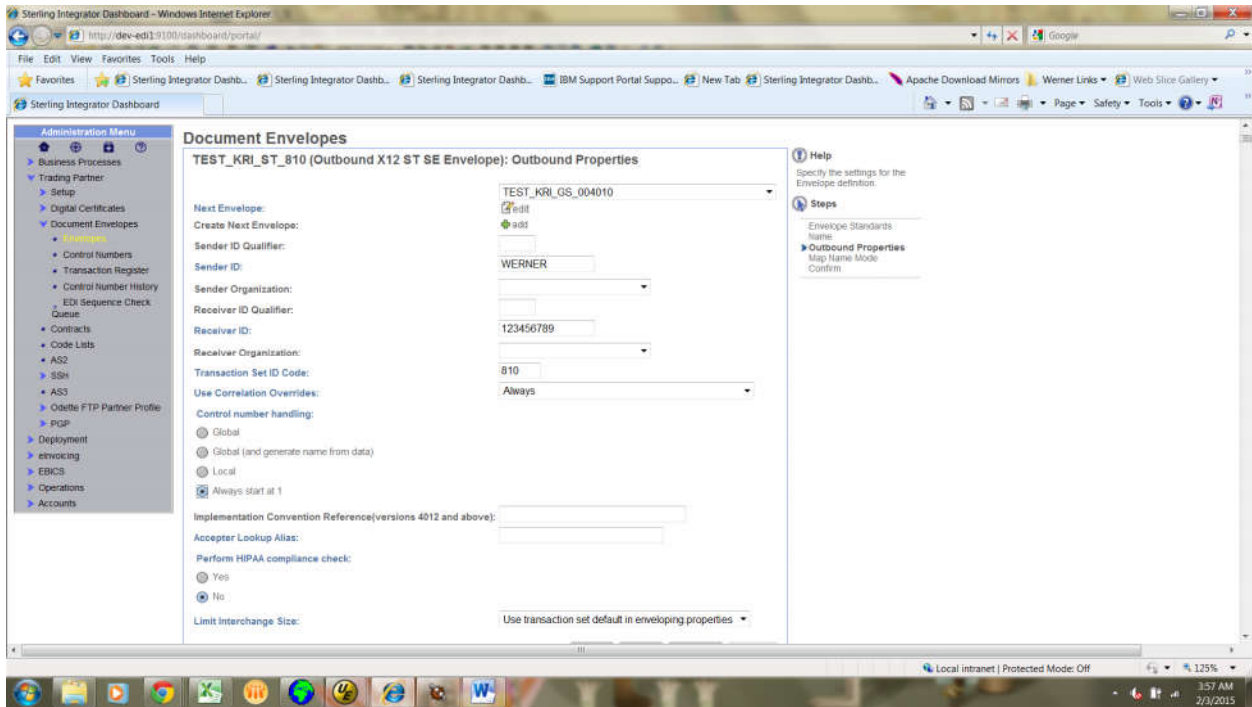 Sterling Integrator Dashboard - Windows Internet Explorer
http://dev-edi1:9100/dashboard/portal/
Google
File Edit View Favorites Tools Help
Favorites Sterling Integrator Dashb... Sterling Integrator Dashb... Sterling Integrator Dashb... IBM Support Portal Suppo... New Tab Sterling Integrator Dashb... Apache Download Mirrors Werner Links Web Slice Gallery
Sterling Integrator Dashboard
Page Safety Tools
Administration Menu
Business Processes
Trading Partner
Setup
Digital Certificates
Document Envelopes
Envelopes
Control Numbers
Transaction Register
Control Number History
EDI Sequence Check
Queue
Contracts
Code Lists
AS2
SSH
AS3
Odette FTP Partner Profile
PGP
Deployment
eInvoicing
EBICS
Operations
Accounts
Document Envelopes
TEST_KRI_ST_810 (Outbound X12 ST SE Envelope): Outbound Properties
TEST_KRI_GS_004010
Next Envelope: edit
Create Next Envelope: add
Sender ID Qualifier:
Sender ID: WERNER
Sender Organization:
Receiver ID Qualifier:
Receiver ID: 123456789
Receiver Organization:
Transaction Set ID Code: 810
Use Correlation Overrides: Always
Control number handling:
Global
Global (and generate name from data)
Local
Always start at 1
Implementation Convention Reference(versions 4012 and above):
Accepter Lookup Alias:
Perform HIPAA compliance check:
Yes
No
Limit Interchange Size: Use transaction set default in enveloping properties
Help
Specify the settings for the
Envelope definition.
Steps
Envelope Standards
Name
Outbound Properties
Map Name Mode
Confirm
Local intranet | Protected Mode: Off
125%
3:57 AM
2/3/2015